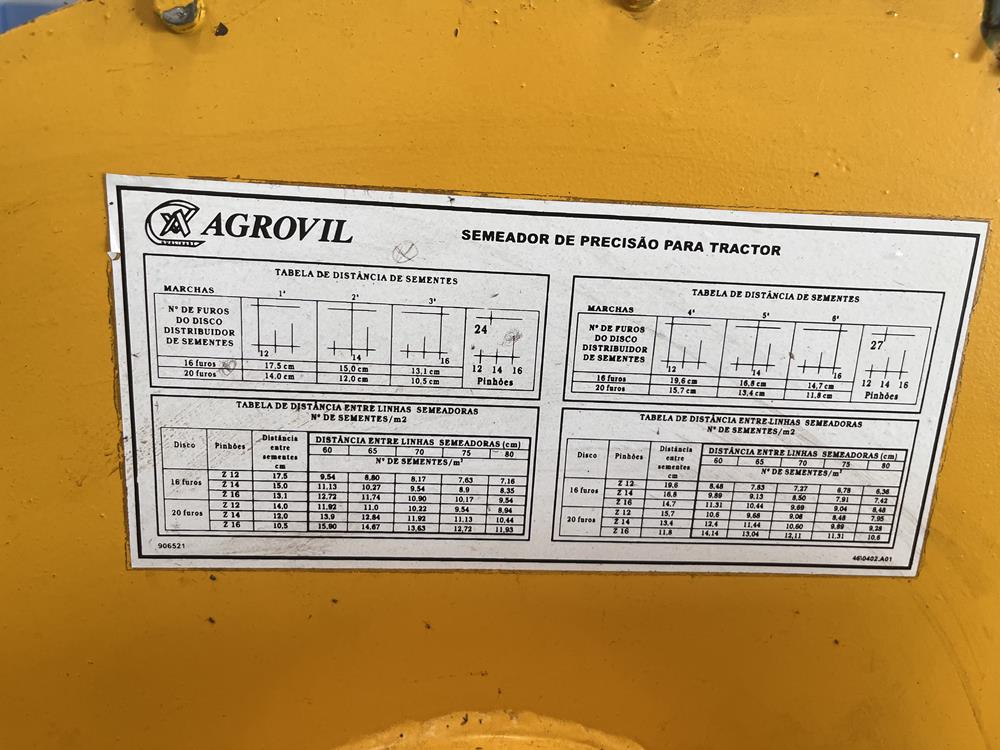 AGROVIL
QUALIDADE
SEMEADOR DE PRECISÃO PARA TRACTOR
TABELA DE DISTÂNCIA DE SEMENTES
MARCHAS 1ª 2ª 3ª
Nº DE FUROS DO DISCO DISTRIBUIDOR DE SEMENTES
12 14 16
24
12 14 16
Pinhões
16 furos 17,5 cm 15,0 cm 13,1 cm
20 furos 14,0 cm 12,0 cm 10,5 cm
TABELA DE DISTÂNCIA DE SEMENTES
MARCHAS 4ª 5ª 6ª
Nº DE FUROS DO DISCO DISTRIBUIDOR DE SEMENTES
12 14 16
27
12 14 16
Pinhões
16 furos 19,6 cm 16,8 cm 14,7 cm
20 furos 15,7 cm 13,4 cm 11,8 cm
TABELA DE DISTÂNCIA ENTRE LINHAS SEMEADORAS
Nº DE SEMENTES/m2
Disco Pinhões Distância entre sementes cm
DISTÂNCIA ENTRE LINHAS SEMEADORAS (cm)
60 65 70 75 80
Nº DE SEMENTES/m²
16 furos
Z 12 17,5 9,54 8,80 8,17 7,63 7,16
Z 14 15,0 11,13 10,27 9,54 8,9 8,35
Z 16 13,1 12,72 11,74 10,90 10,17 9,54
20 furos
Z 12 14,0 11,92 11,0 10,22 9,54 8,94
Z 14 12,0 13,9 12,84 11,92 11,13 10,44
Z 16 10,5 15,90 14,67 13,63 12,72 11,93
906521
TABELA DE DISTÂNCIA ENTRE LINHAS SEMEADORAS
Nº DE SEMENTES/m2
Disco Pinhões Distância entre sementes cm
DISTÂNCIA ENTRE LINHAS SEMEADORAS (cm)
60 65 70 75 80
Nº DE SEMENTES/m²
16 furos
Z 12 19,6 8,48 7,83 7,27 6,78 6,36
Z 14 16,8 9,89 9,13 8,50 7,91 7,42
Z 16 14,7 11,31 10,44 9,69 9,04 8,48
20 furos
Z 12 15,7 10,6 9,68 9,08 8,48 7,95
Z 14 13,4 12,4 11,44 10,60 9,89 9,28
Z 16 11,8 14,14 13,04 12,11 11,31 10,6